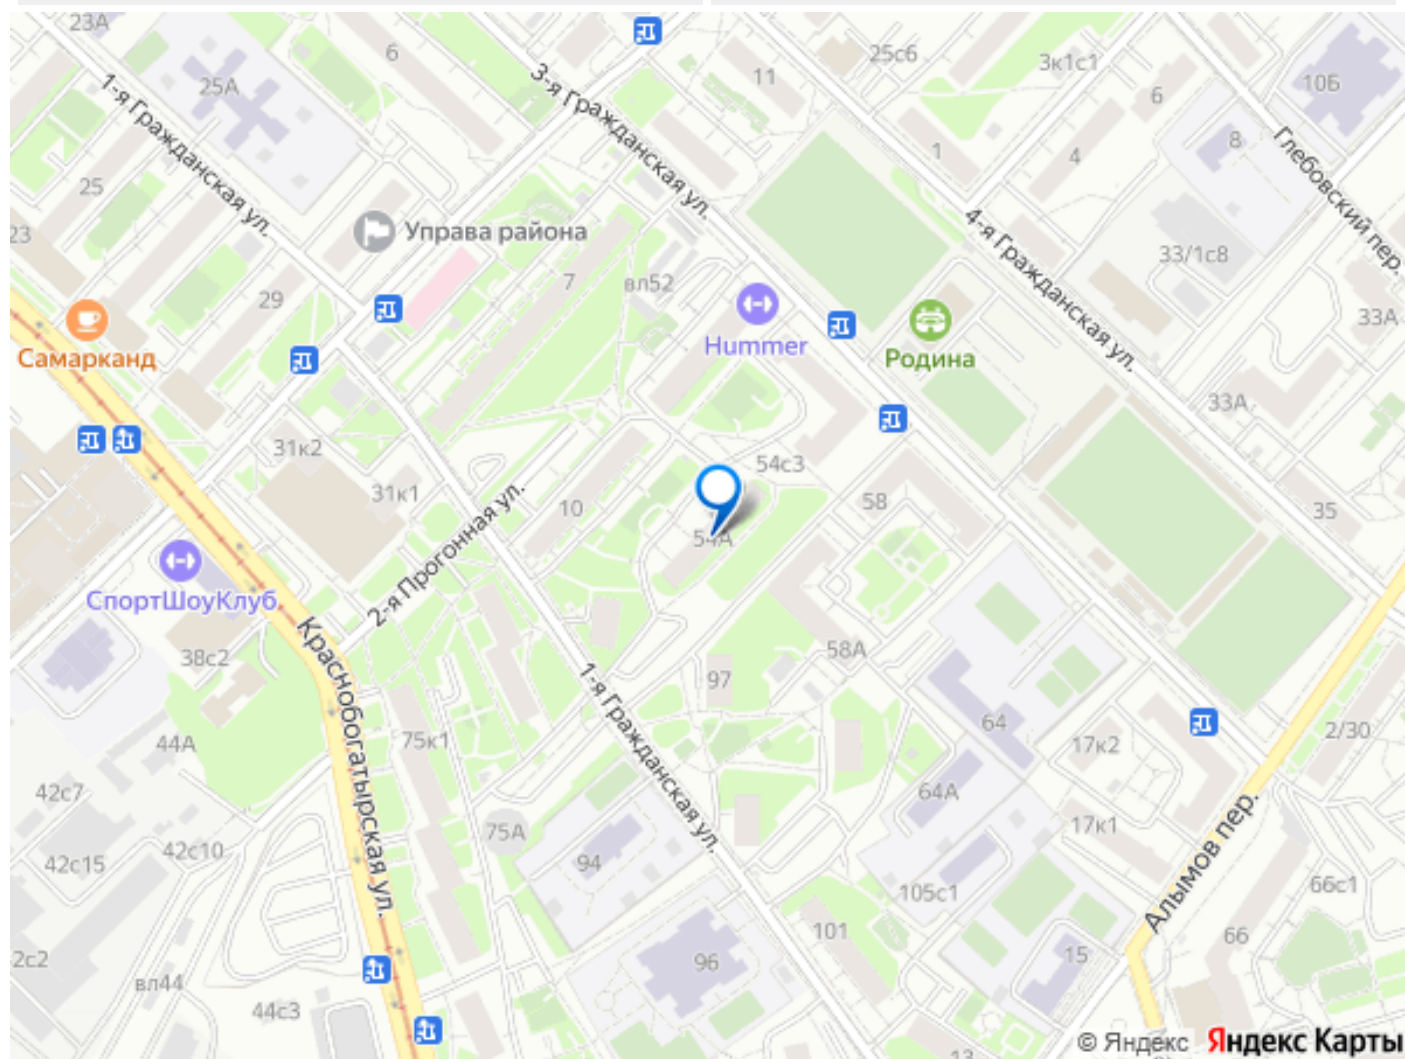 23А
6
25А
11
25с6
3к1с1
10Б
6
3-я Гражданская ул.
1-я Гражданская ул.
1
4
8
Глебовский пер.
25
23
Управа района
4-я Гражданская ул.
33/1с8
29
7
вл52
33А
Самарканд
Hummer
Родина
33А
31к2
54с3
31к1
10
58
35
54А
2-я Прогонная ул.
СпортШоуКлуб
38с2
Краснобогатырская ул.
58А
97
1-я Гражданская ул.
44А
75к1
64
17к2
2/30
42с7
64А
75А
17к1
Алымов пер.
42с15
42с10
94
105с1
66с1
101
66
2с2
96
15
вл44
44с3
13
© Яндекс Яндекс Карты